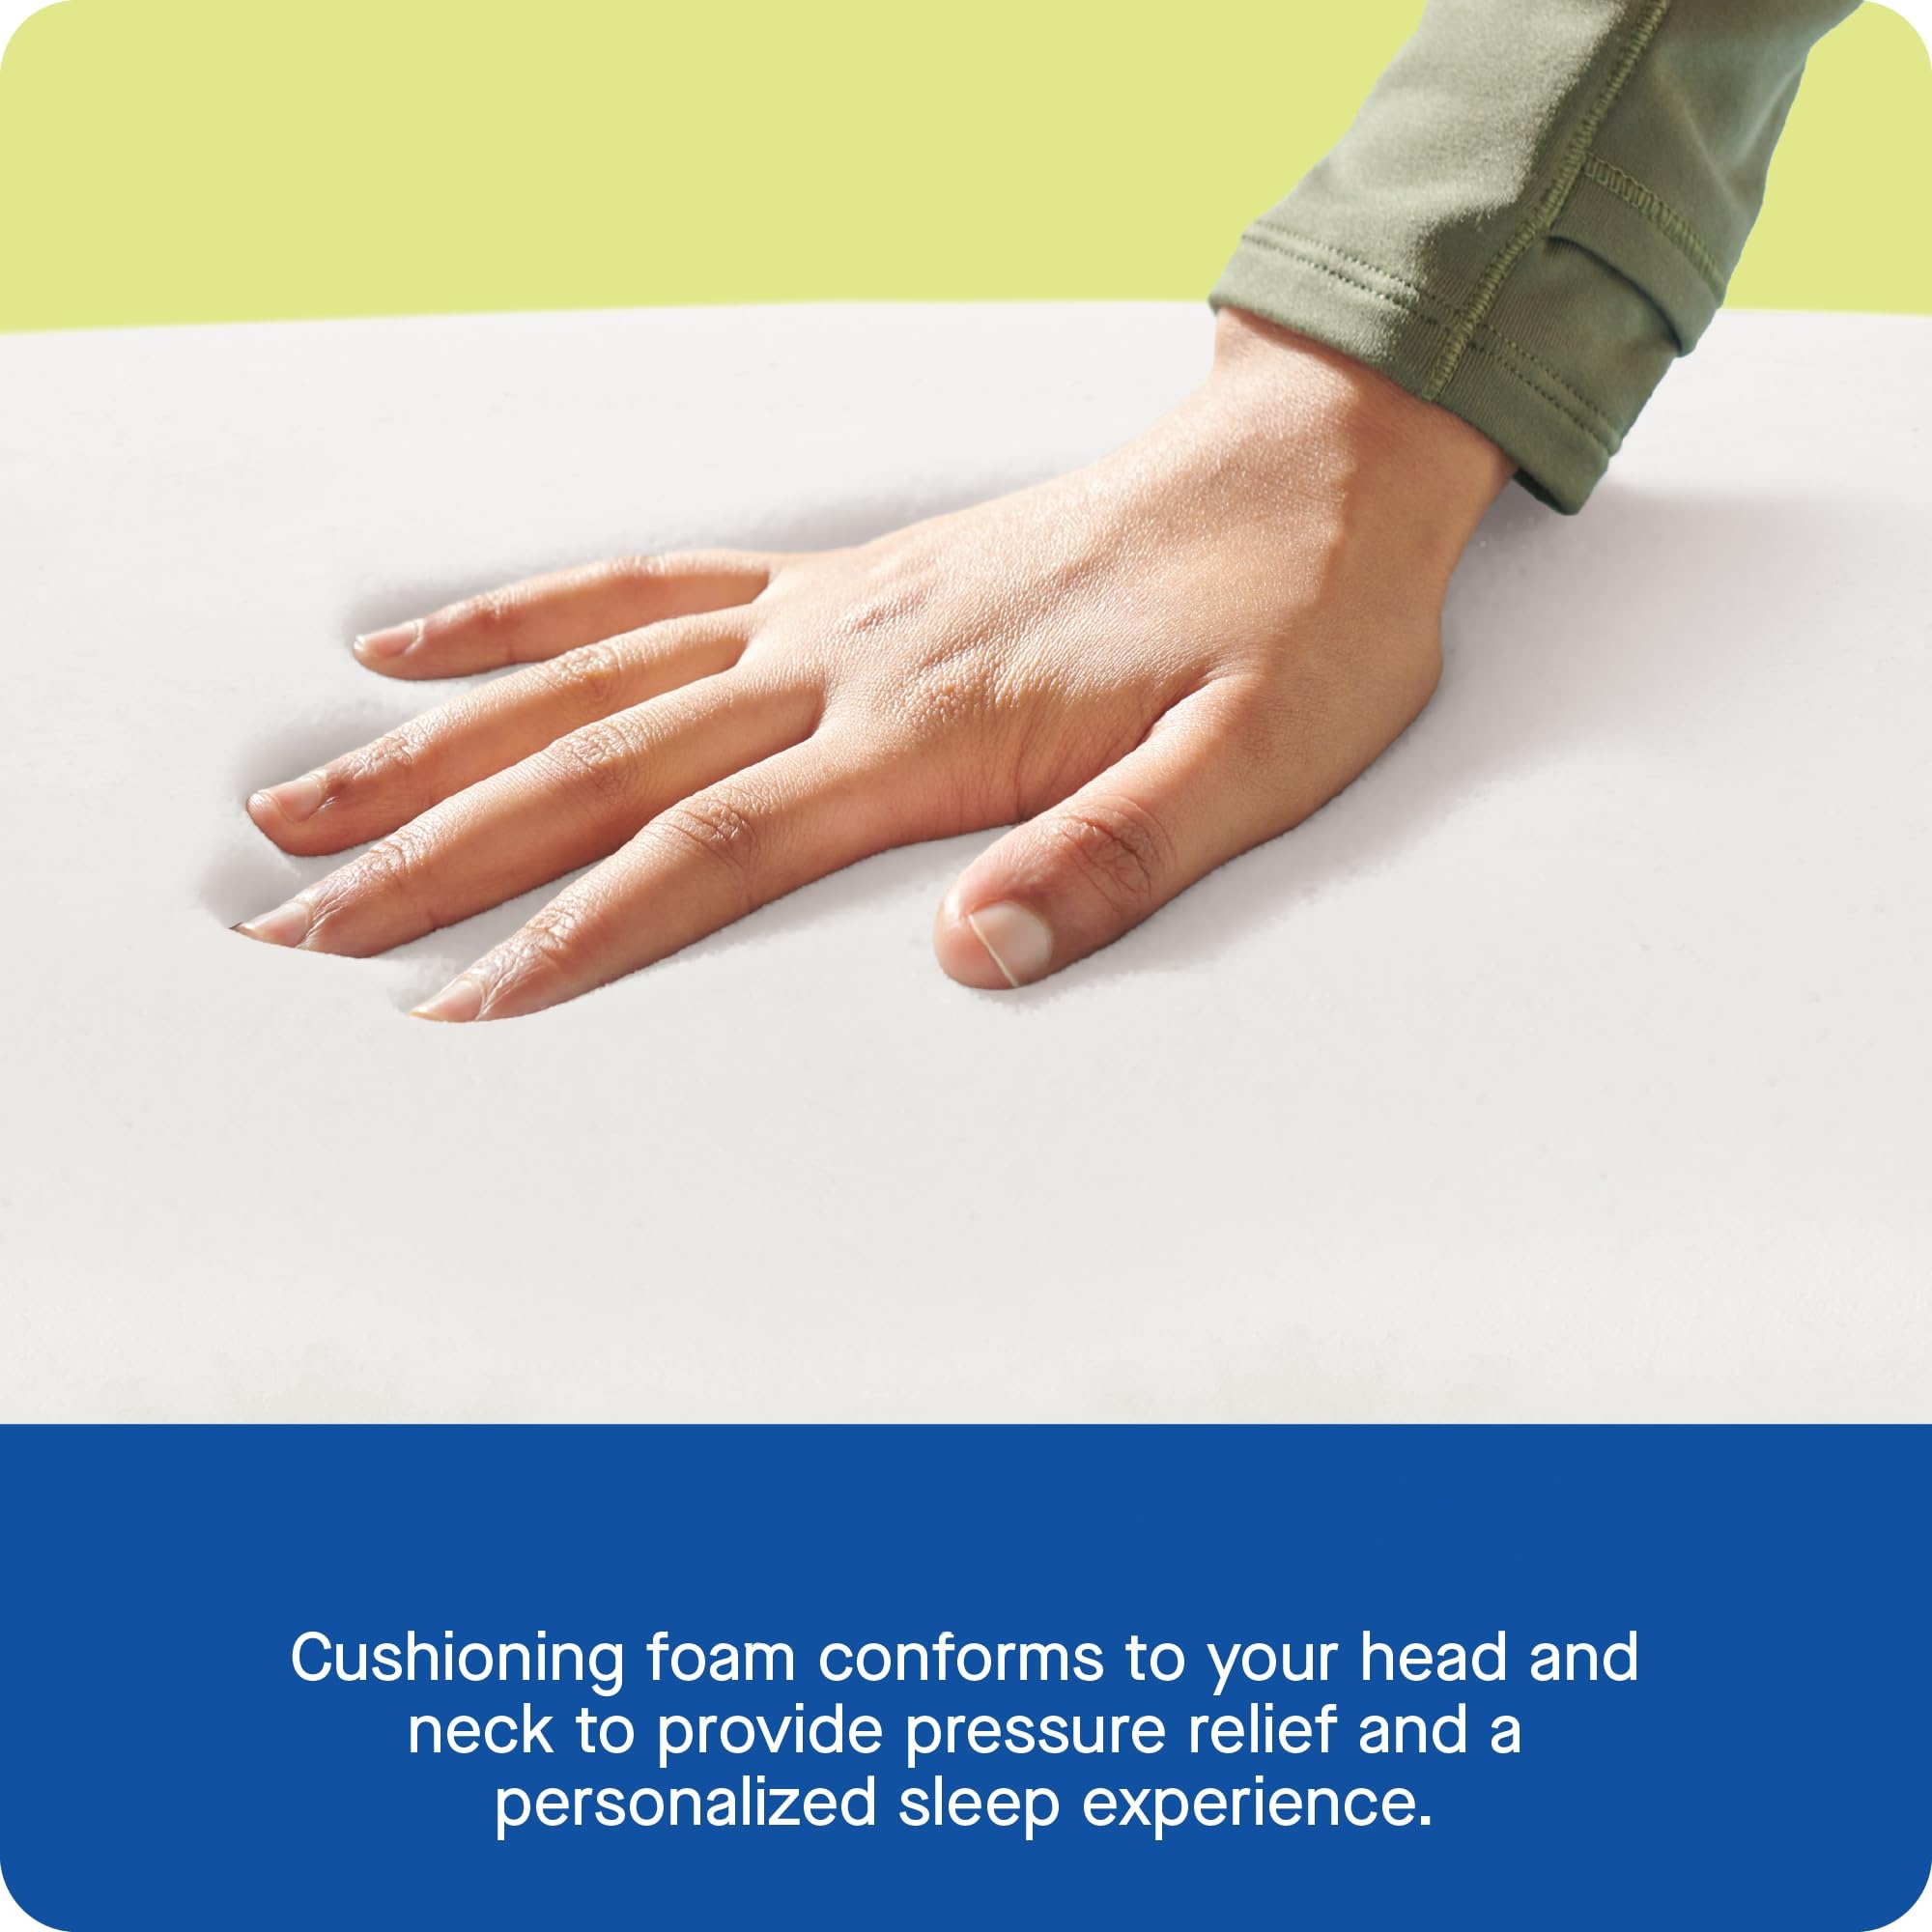 Cushioning foam conforms to your head and
neck to provide pressure relief and a
personalized sleep experience.